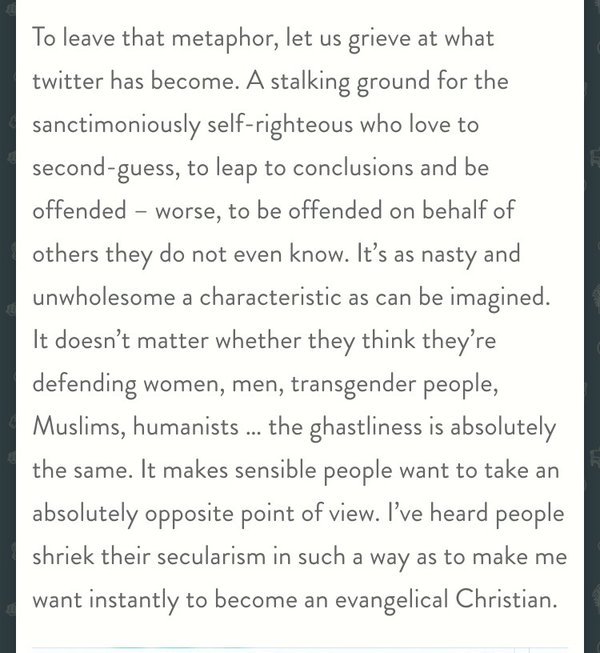 To leave that metaphor, let us grieve at what
twitter has become. A stalking ground for the
sanctimoniously self-righteous who love to
second-guess, to leap to conclusions and be
offended – worse, to be offended on behalf of
others they do not even know. It’s as nasty and
unwholesome a characteristic as can be imagined.
It doesn’t matter whether they think they’re
defending women, men, transgender people,
Muslims, humanists … the ghastliness is absolutely
the same. It makes sensible people want to take an
absolutely opposite point of view. I’ve heard people
shriek their secularism in such a way as to make me
want instantly to become an evangelical Christian.